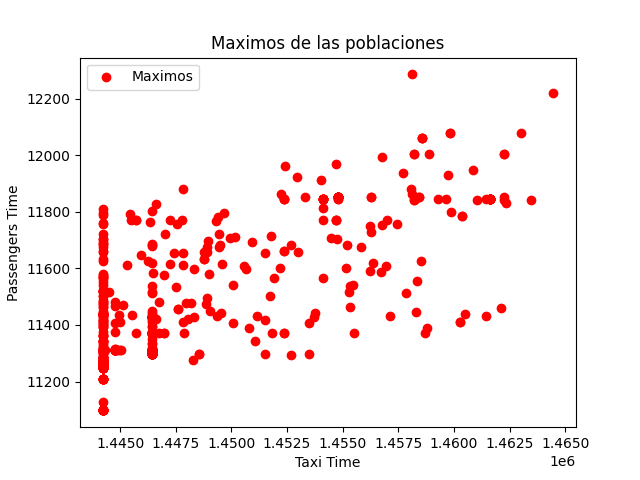 Maximos de las poblaciones
Maximos
Passengers Time
12200
12000
11800
11600
11400
11200
1.4450 1.4475 1.4500 1.4525 1.4550 1.4575 1.4600 1.4625 1.4650
Taxi Time
1e6